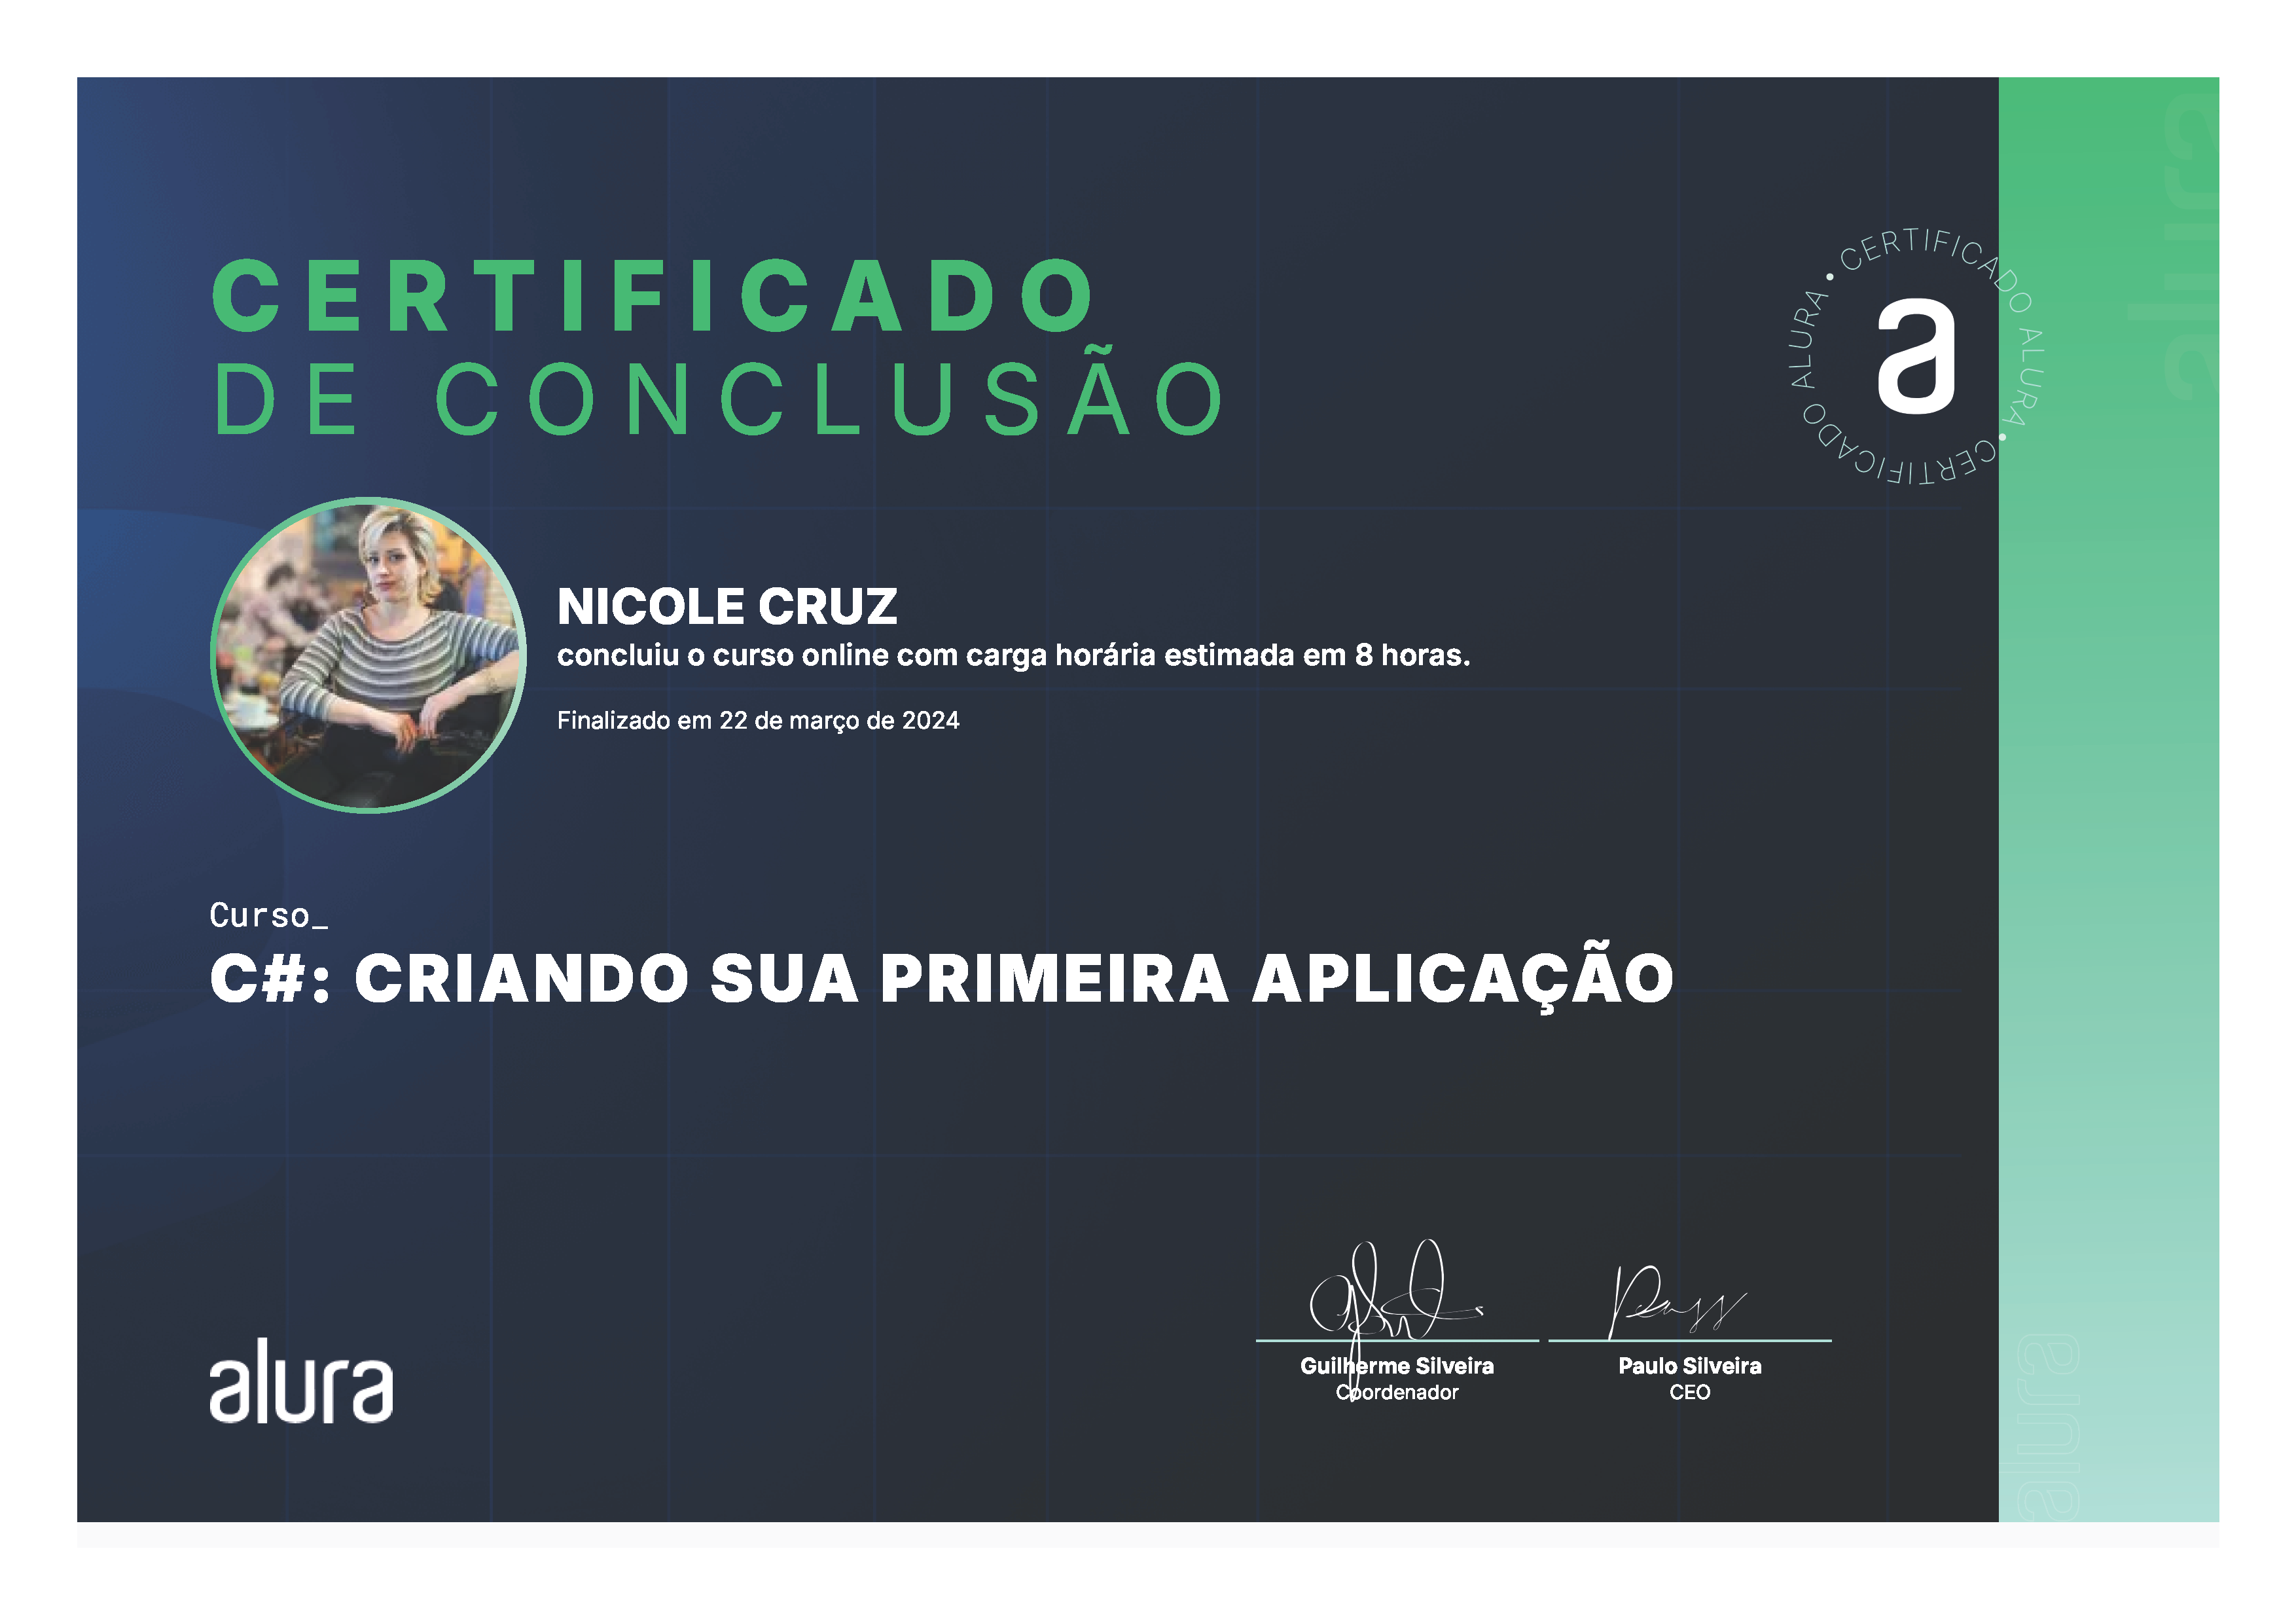 CERTIFICADO
DE CONCLUSÃO
• CERTIFICADO ALURA • CERTIFICADO ALURA
a
NICOLE CRUZ
concluiu o curso online com carga horária estimada em 8 horas.
Finalizado em 22 de março de 2024
Curso_
C#: CRIANDO SUA PRIMEIRA APLICAÇÃO
alura
Guilherme Silveira
Coordenador
Paulo Silveira
CEO
alura
alura